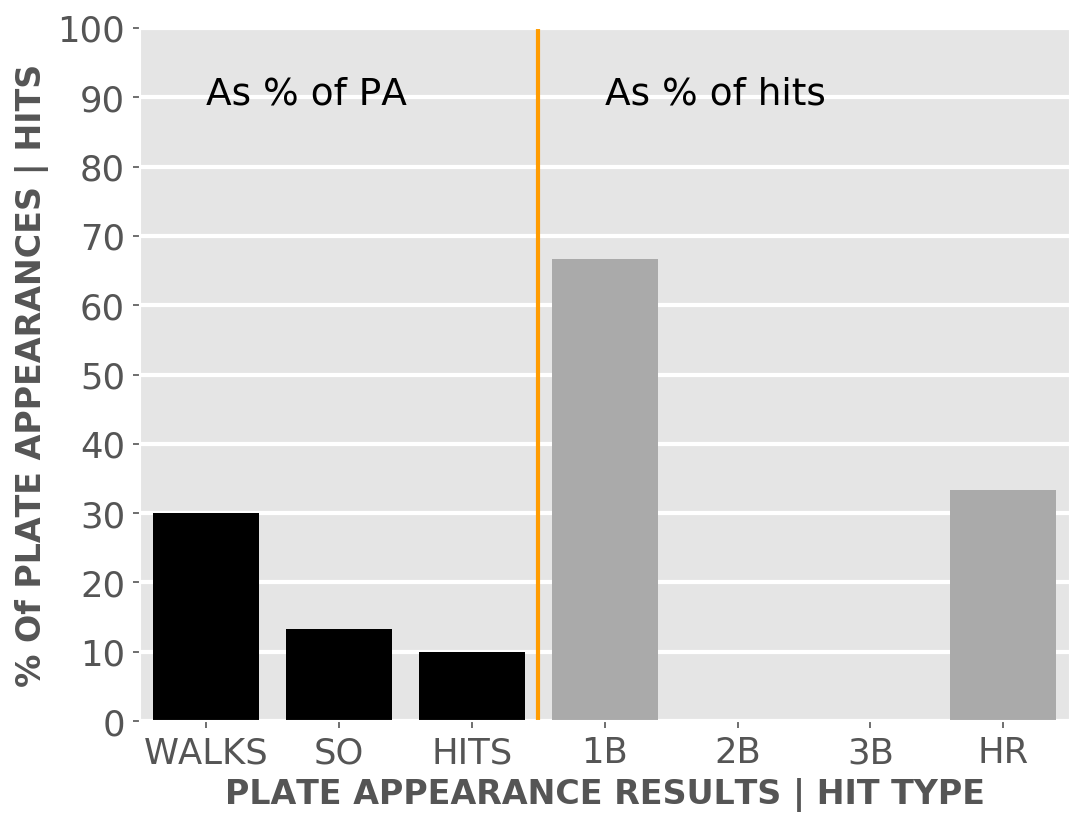 % Of PLATE APPEARANCES | HITS
100
90
80
70
60
50
40
30
20
10
0
As % of PA
As % of hits
WALKS SO HITS 1B 2B 3B HR
PLATE APPEARANCE RESULTS | HIT TYPE